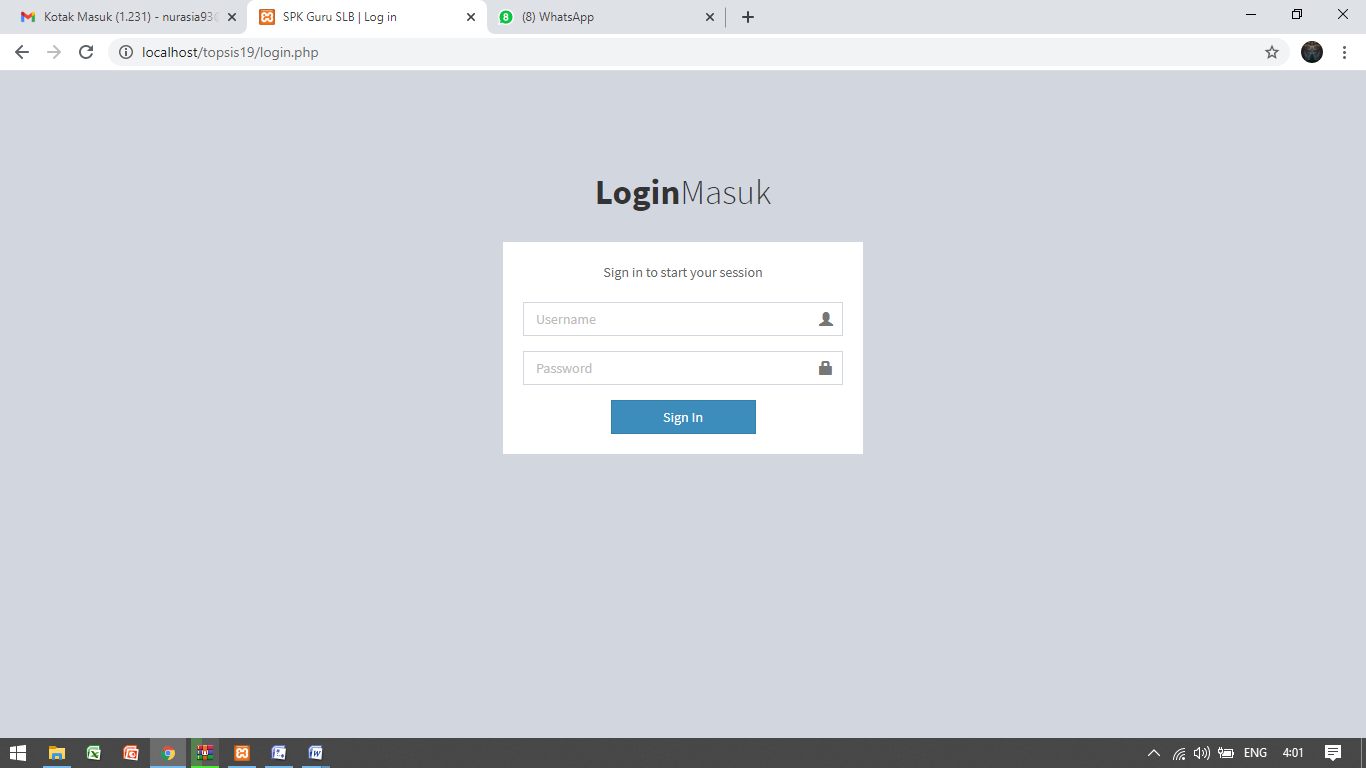 Kotak Masuk (1.231) - nurasia93
SPK Guru SLB | Log in
8
(8) WhatsApp
localhost/topsis19/login.php
LoginMasuk
Sign in to start your session
Username
Password
Sign In
ENG
4:01